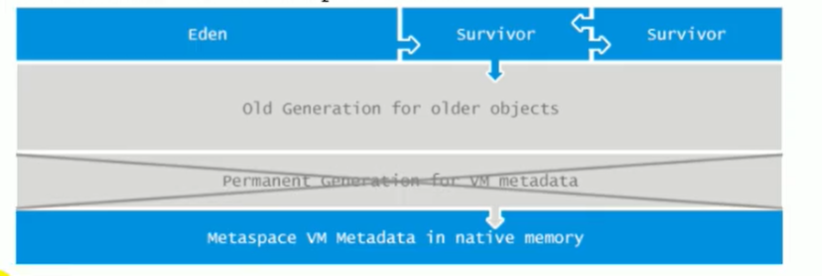 Eden
Survivor
Survivor
Old Generation for older objects
Permanent Generation for VM metadata
Metaspace VM Metadata in native memory